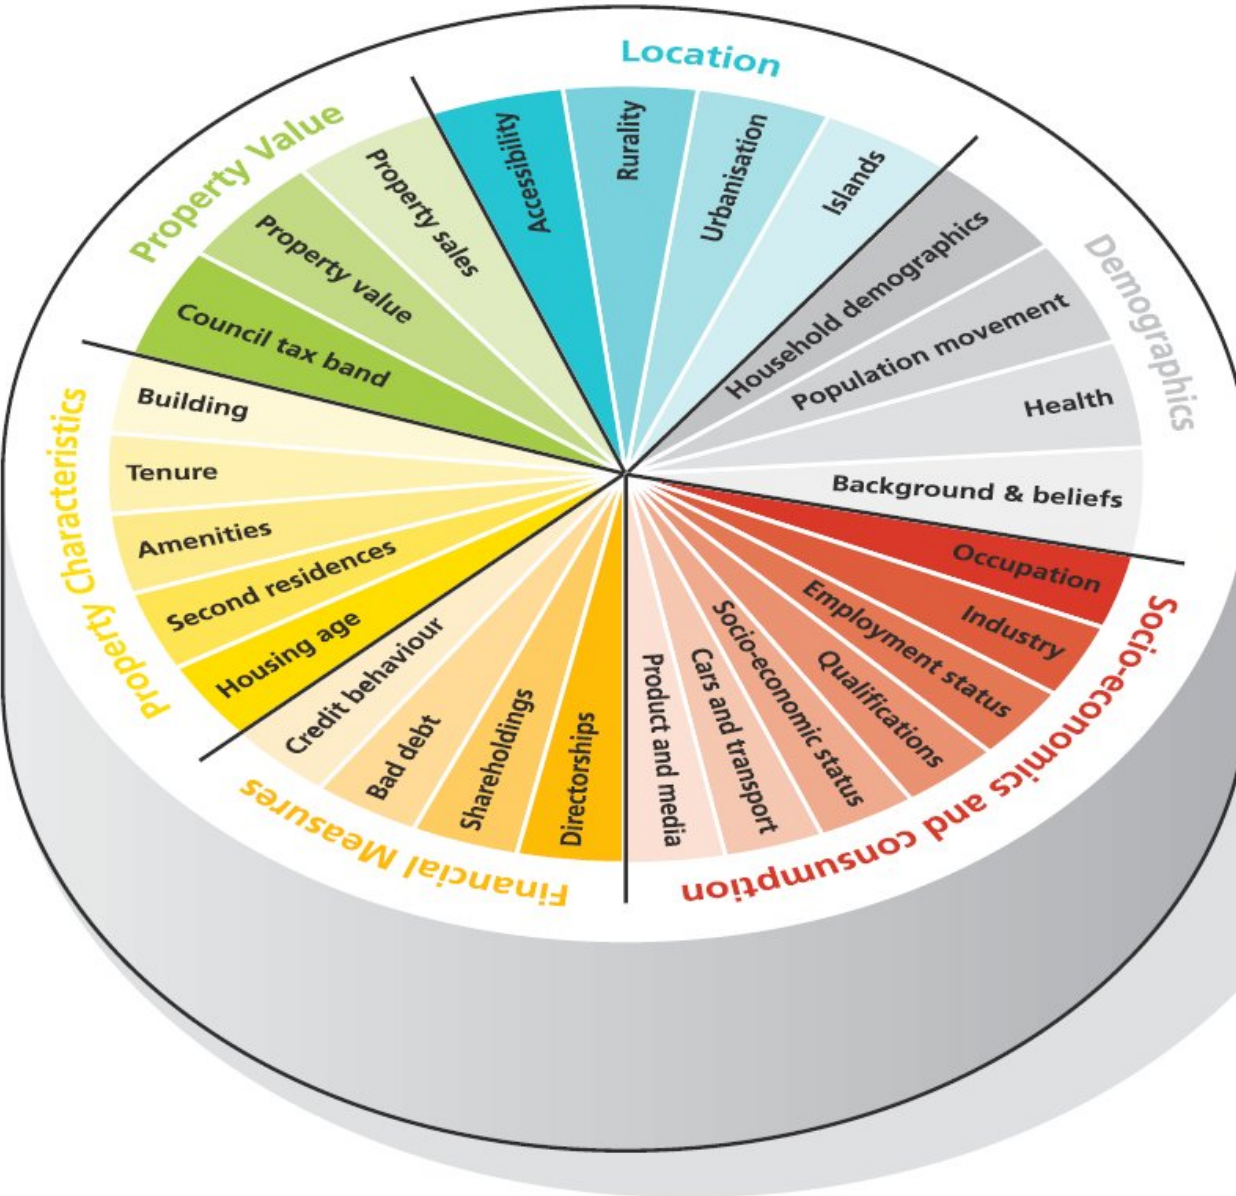 Location
Accessibility
Rurality
Urbanisation
Islands
Demographics
Household demographics
Population movement
Health
Background & beliefs
Socio-economics and consumption
Occupation
Industry
Employment status
Qualifications
Socio-economic status
Cars and transport
Product and media
Financial Measures
Directorships
Shareholdings
Bad debt
Credit behaviour
Property Characteristics
Housing age
Second residences
Amenities
Tenure
Building
Property Value
Council tax band
Property value
Property sales